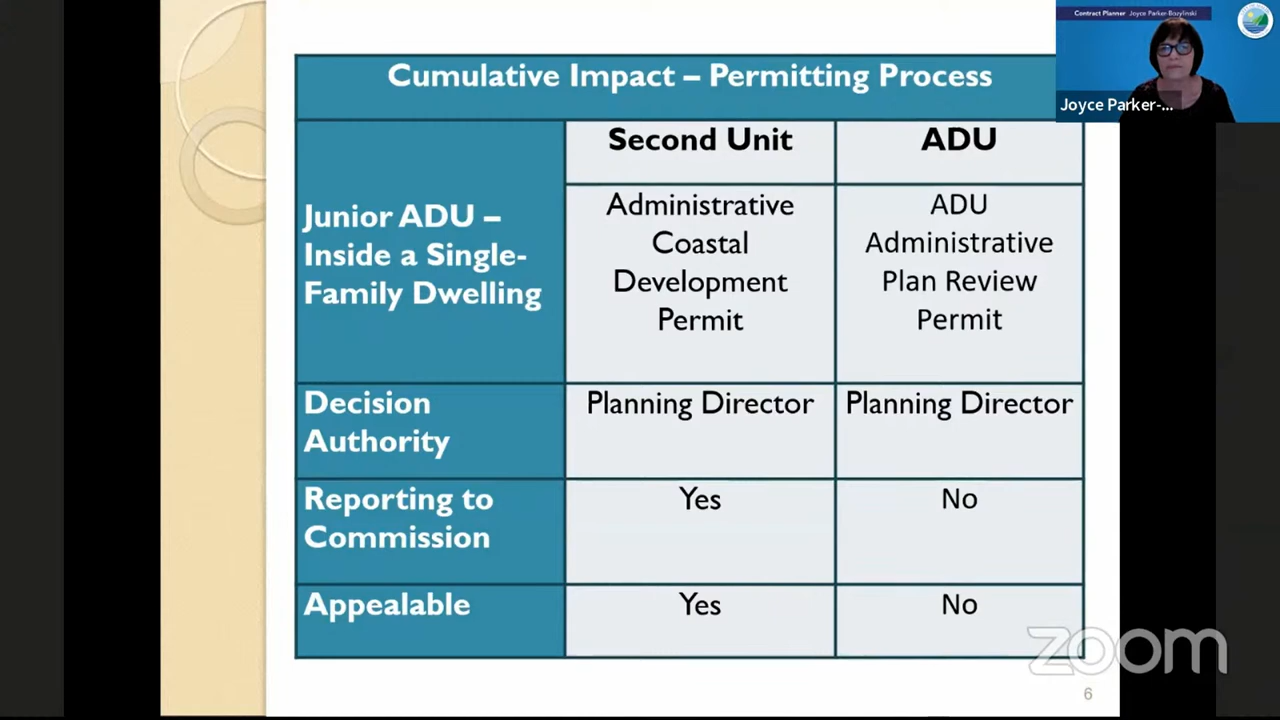 Contract Planner Joyce Parker-Bozylinski
Joyce Parker-...
Cumulative Impact – Permitting Process
Second Unit
ADU
Junior ADU –
Inside a Single-
Family Dwelling
Administrative
Coastal
Development
Permit
ADU
Administrative
Plan Review
Permit
Decision
Authority
Planning Director
Planning Director
Reporting to
Commission
Yes
No
Appealable
Yes
No
zoom
6